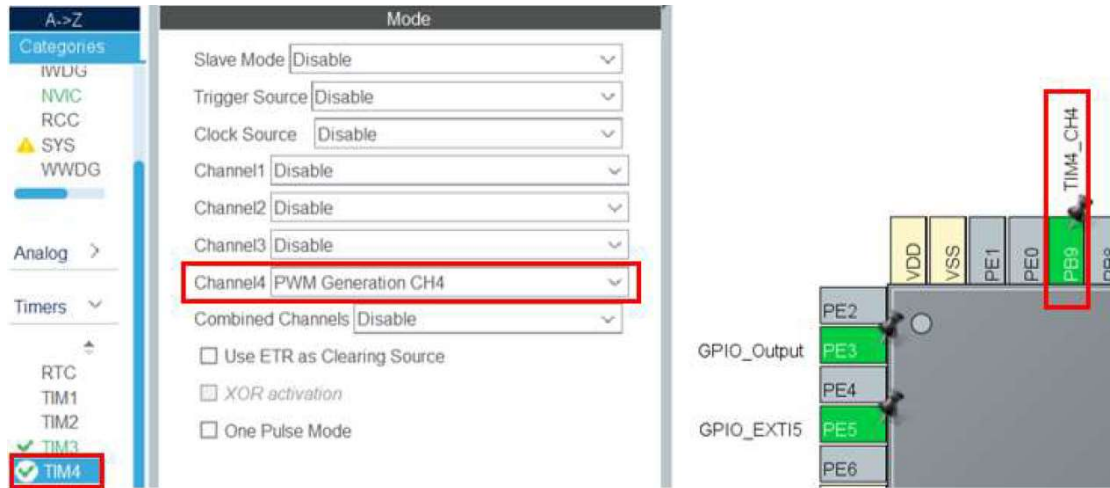 A->Z
Categories
IWDG
NVIC
RCC
SYS
WWDG
Analog >
Timers
RTC
TIM1
TIM2
TIM3
TIM4
Mode
Slave Mode Disable
Trigger Source Disable
Clock Source Disable
Channel1 Disable
Channel2 Disable
Channel3 Disable
Channel4 PWM Generation CH4
Combined Channels Disable
Use ETR as Clearing Source
XOR activation
One Pulse Mode
TIM4_CH4
VDD
VSS
PE1
PE0
PB9
PB8
PE2
GPIO_Output PE3
PE4
GPIO_EXTI5 PE5
PE6